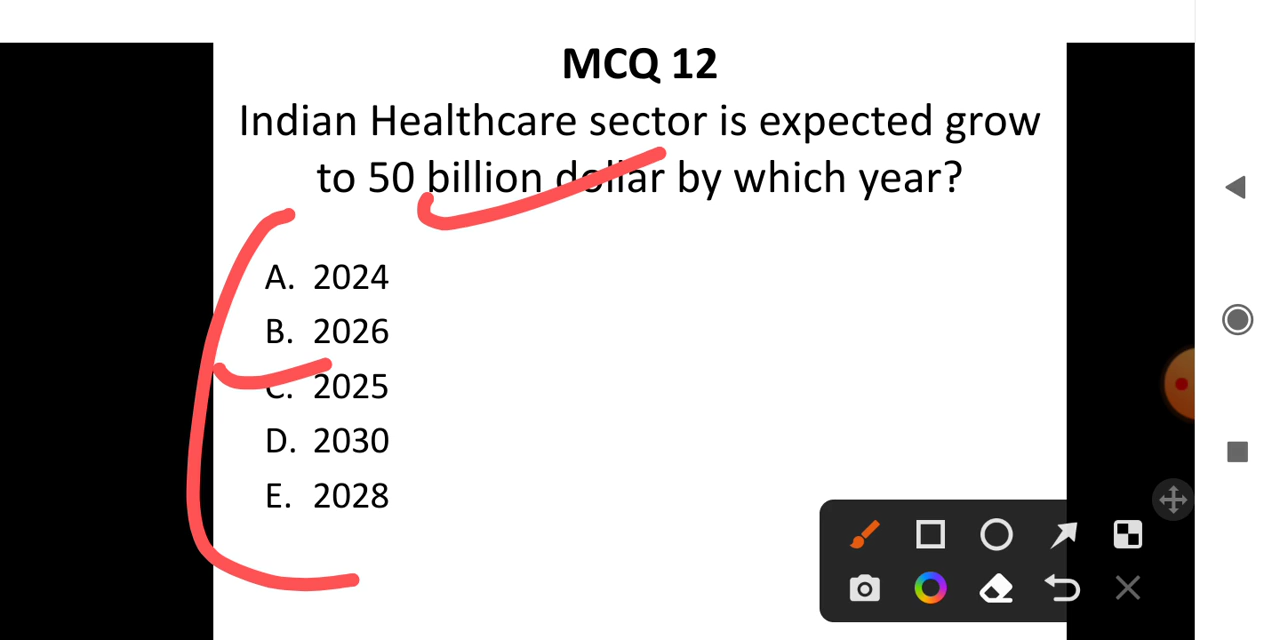 MCQ 12
Indian Healthcare sector is expected grow
to 50 billion dollar by which year?
A. 2024
B. 2026
C. 2025
D. 2030
E. 2028